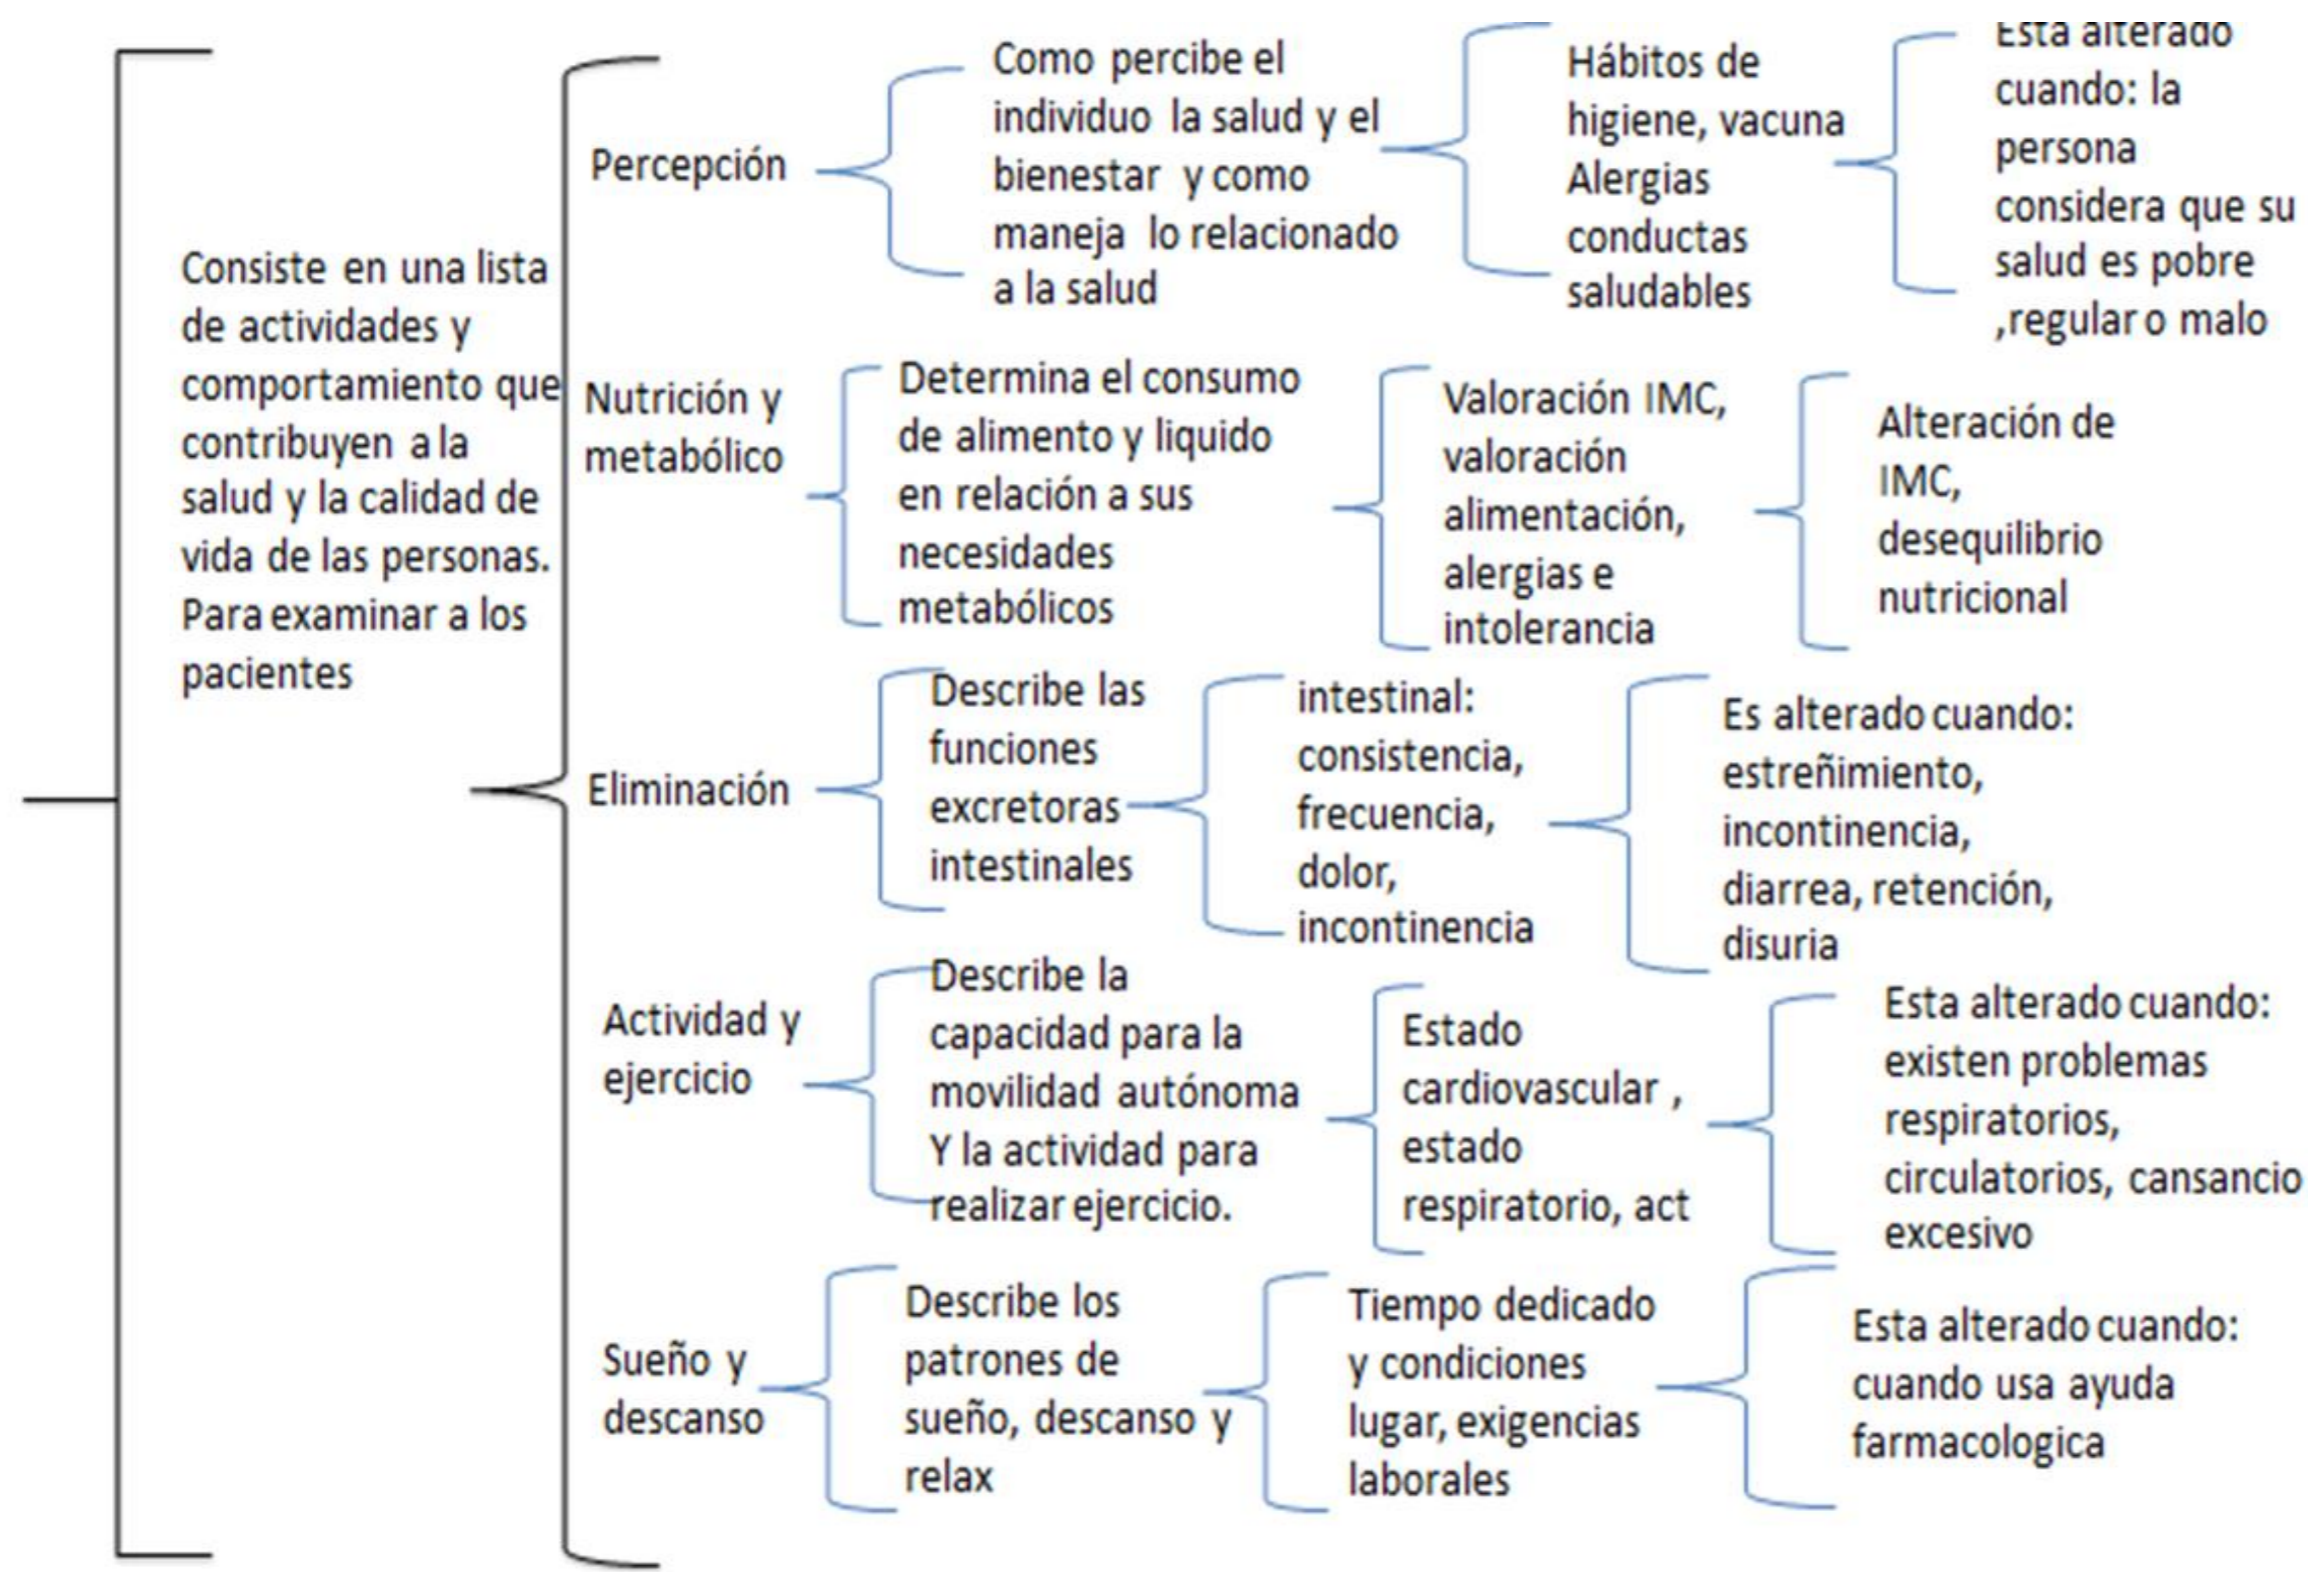 Consiste en una lista
de actividades y
comportamiento que
contribuyen a la
salud y la calidad de
vida de las personas.
Para examinar a los
pacientes
Percepción
Como percibe el
individuo la salud y el
bienestar y como
maneja lo relacionado
a la salud
Hábitos de
higiene, vacuna
Alergias
conductas
saludables
Esta alterado
cuando: la
persona
considera que su
salud es pobre
,regular o malo
Nutrición y
metabólico
Determina el consumo
de alimento y liquido
en relación a sus
necesidades
metabólicos
Valoración IMC,
valoración
alimentación,
alergias e
intolerancia
Alteración de
IMC,
desequilibrio
nutricional
Eliminación
Describe las
funciones
excretoras
intestinales
intestinal:
consistencia,
frecuencia,
dolor,
incontinencia
Es alterado cuando:
estreñimiento,
incontinencia,
diarrea, retención,
disuria
Actividad y
ejercicio
Describe la
capacidad para la
movilidad autónoma
Y la actividad para
realizar ejercicio.
Estado
cardiovascular ,
estado
respiratorio, act
Esta alterado cuando:
existen problemas
respiratorios,
circulatorios, cansancio
excesivo
Sueño y
descanso
Describe los
patrones de
sueño, descanso y
relax
Tiempo dedicado
y condiciones
lugar, exigencias
laborales
Esta alterado cuando:
cuando usa ayuda
farmacologica